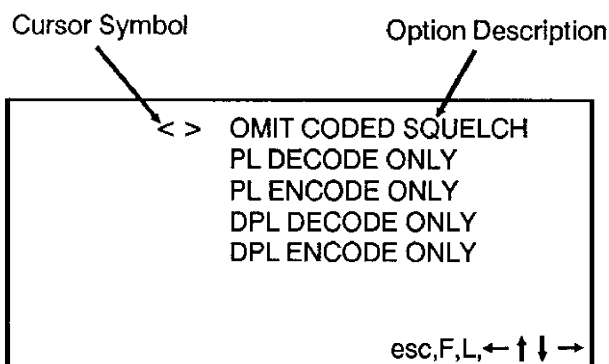 Cursor Symbol
Option Description
< > OMIT CODED SQUELCH
PL DECODE ONLY
PL ENCODE ONLY
DPL DECODE ONLY
DPL ENCODE ONLY
esc,F,L,← ↑ ↓ →